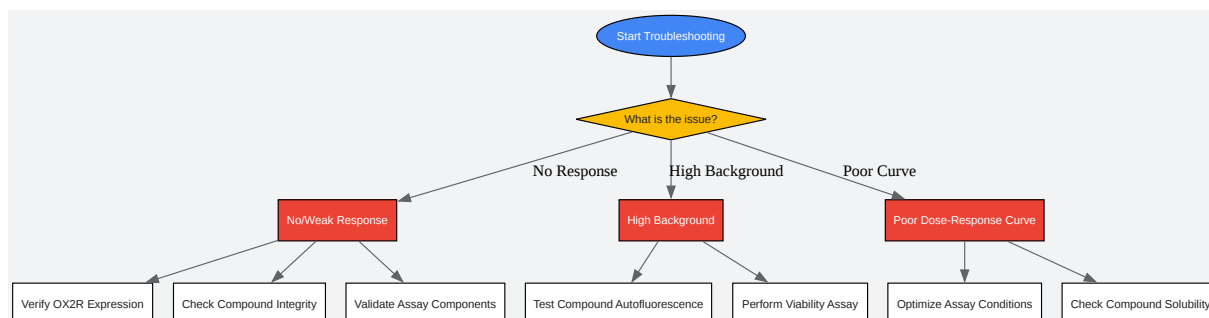 Start Troubleshooting
What is the issue?
No Response
High Background
Poor Curve
No/Weak Response
High Background
Poor Dose-Response Curve
Verify OX2R Expression
Check Compound Integrity
Validate Assay Components
Test Compound Autofluorescence
Perform Viability Assay
Optimize Assay Conditions
Check Compound Solubility